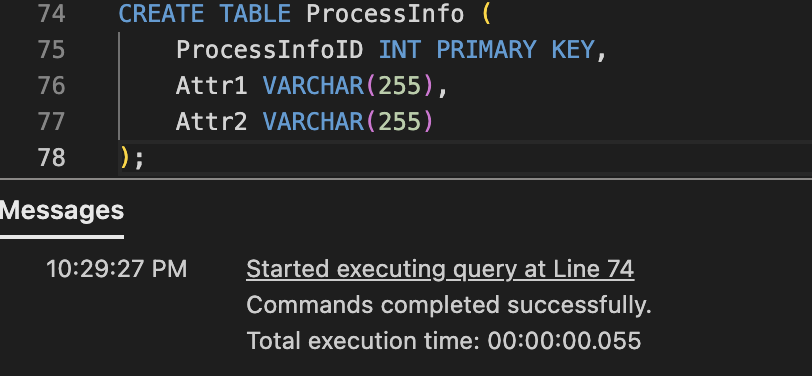 74 CREATE TABLE ProcessInfo (
75 ProcessInfoID INT PRIMARY KEY,
76 Attr1 VARCHAR(255),
77 Attr2 VARCHAR(255)
78 );
Messages
10:29:27 PM Started executing query at Line 74
Commands completed successfully.
Total execution time: 00:00:00.055